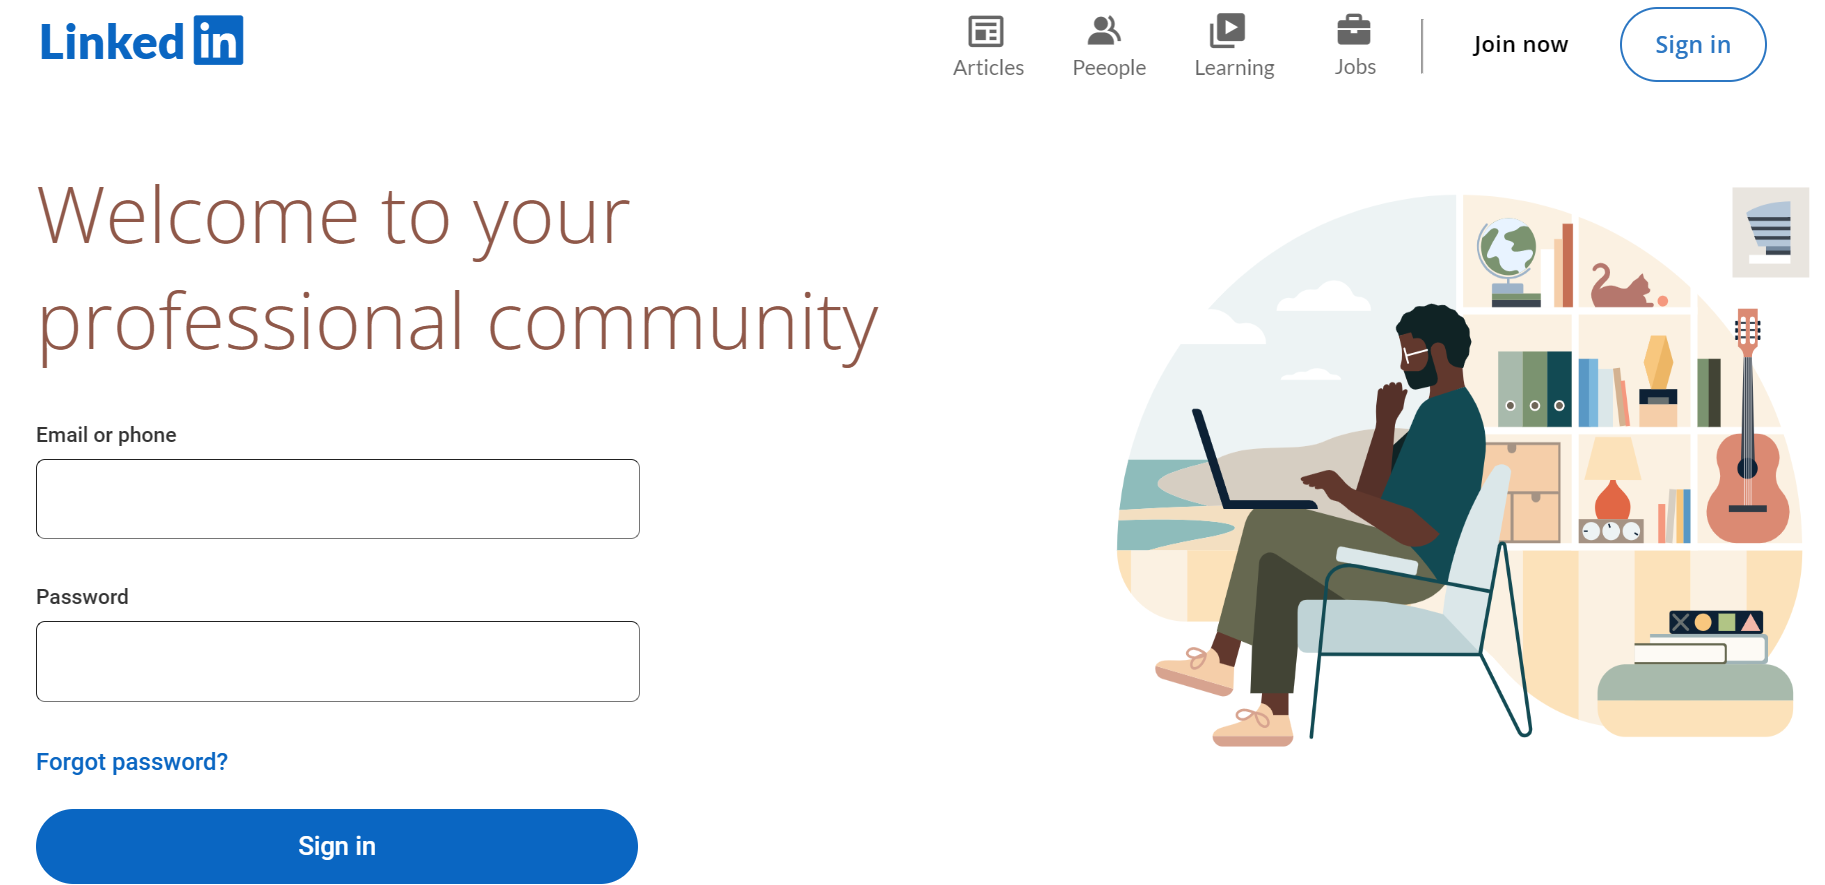 Linked in
Articles
Peeople
Learning
Jobs
Join now
Sign in
Welcome to your
professional community
Email or phone
Password
Forgot password?
Sign in